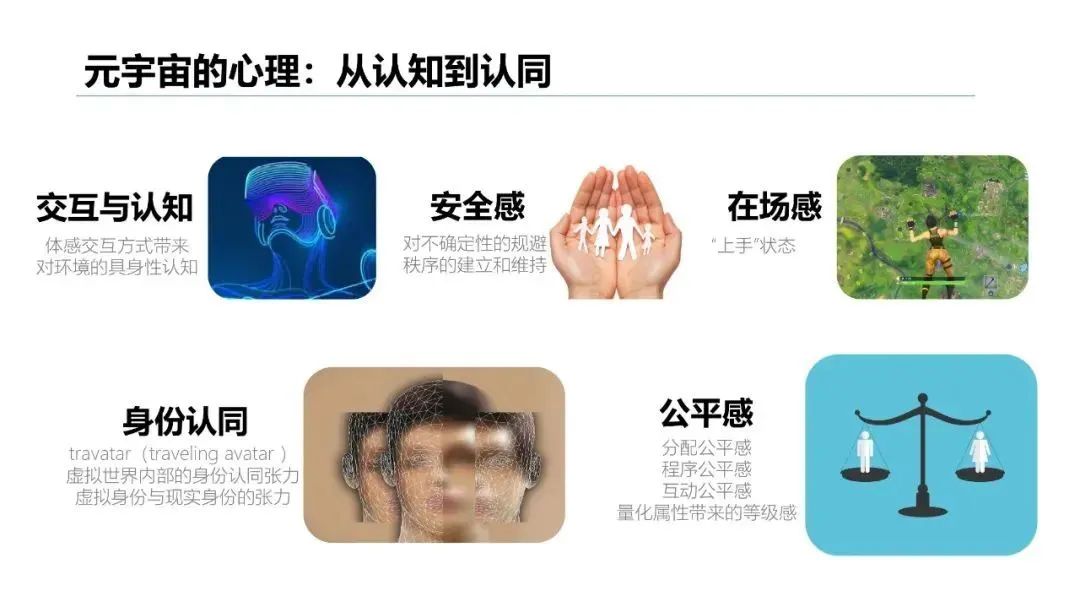 元宇宙的心理：从认知到认同
交互与认知
体感交互方式带来
对环境的具身性认知
安全感
对不确定性的规避
秩序的建立和维持
在场感
“上手”状态
身份认同
travatar（traveling avatar ）
虚拟世界内部的身份认同张力
虚拟身份与现实身份的张力
公平感
分配公平感
程序公平感
互动公平感
量化属性带来的等级感